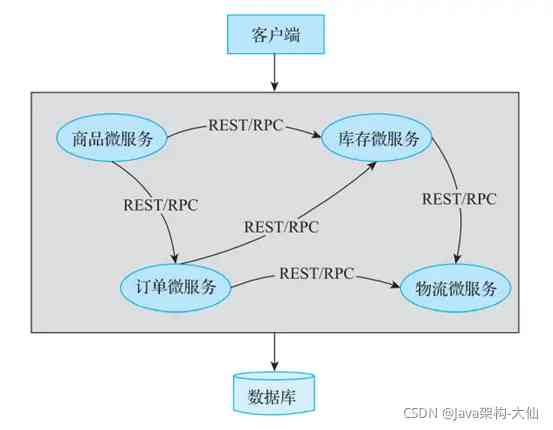 客户端
商品微服务
REST/RPC
库存微服务
REST/RPC
REST/RPC
REST/RPC
订单微服务
REST/RPC
物流微服务
数据库
CSDN @Java架构-大仙